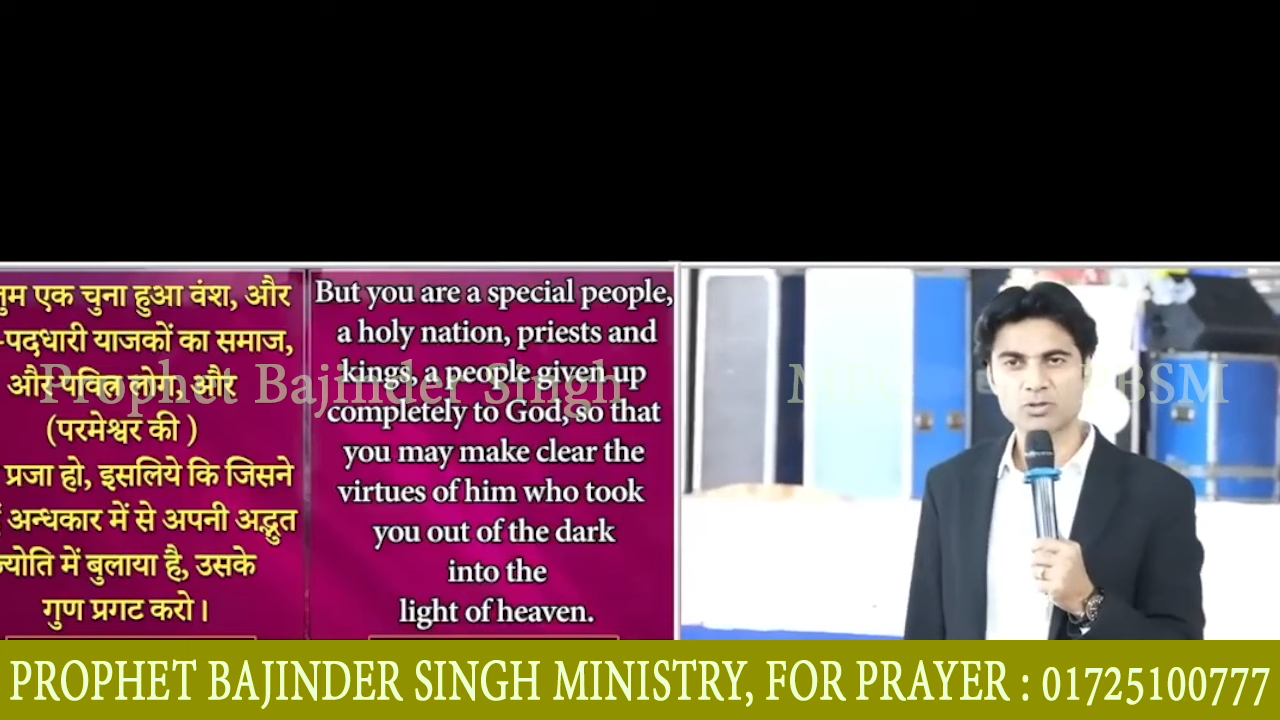 तुम एक चुना हुआ वंश, और
-पदधारी याजकों का समाज,
और पवित्र लोग, और
(परमेश्वर की )
प्रजा हो, इसलिये कि जिसने
अन्धकार में से अपनी अद्भुत
ज्योति में बुलाया है, उसके
गुण प्रगट करो।
But you are a special people,
a holy nation, priests and
kings, a people given up
completely to God, so that
you may make clear the
virtues of him who took
you out of the dark
into the
light of heaven.
Prophet Bajinder Singh
PROPHET BAJINDER SINGH MINISTRY, FOR PRAYER : 01725100777